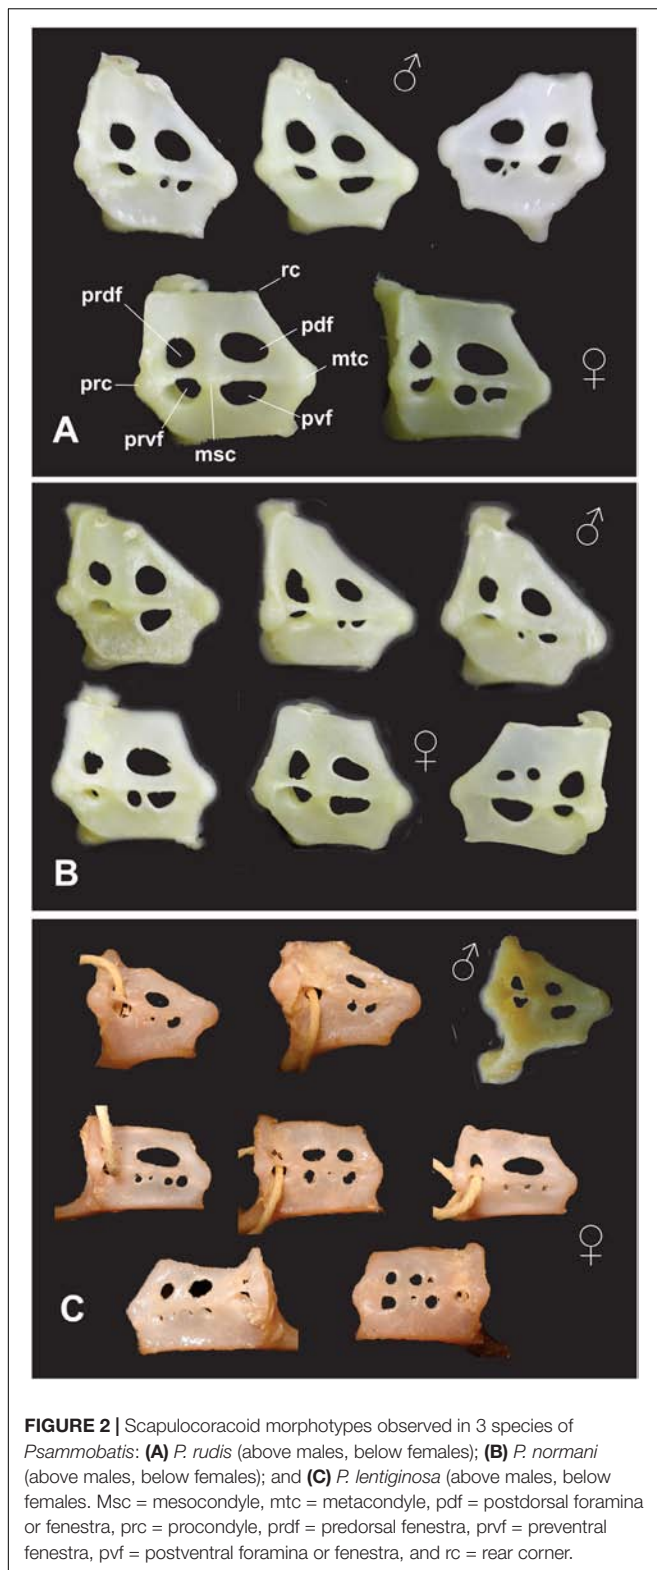 ♂
rc
prdf
pdf
mtc
prc
♀
A
pvf
prvf
msc
♂
♀
B
♂
♀
C
FIGURE 2 | Scapulocoracoid morphotypes observed in 3 species of
Psammobatis: (A) P. rudis (above males, below females); (B) P. normani
(above males, below females); and (C) P. lentiginosa (above males, below
females. Msc = mesocondyle, mtc = metacondyle, pdf = postdorsal foramina
or fenestra, prc = procondyle, prdf = predorsal fenestra, prvf = preventral
fenestra, pvf = postventral foramina or fenestra, and rc = rear corner.